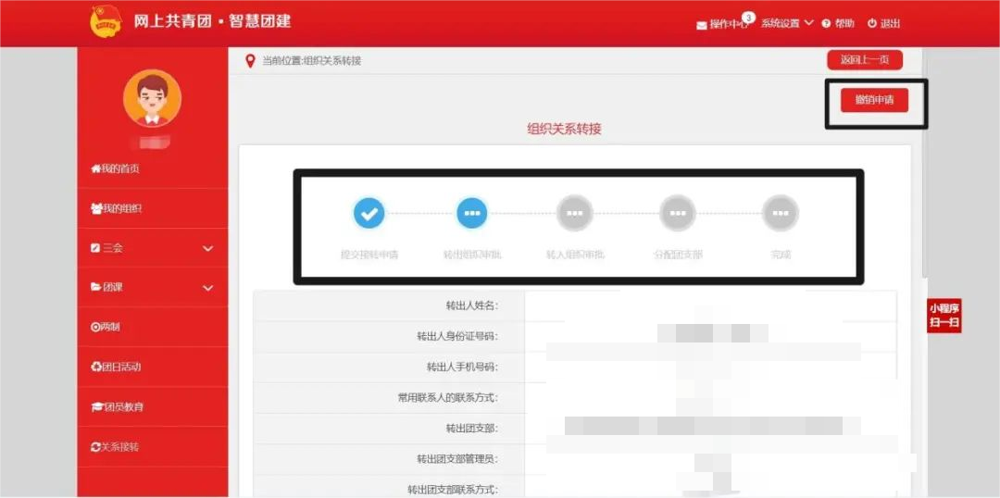 网上共青团·智慧团建
操作中心 3 系统设置 帮助 退出
当前位置:组织关系转接
返回上一页
撤销申请
组织关系转接
我的首页
我的组织
三会
团课
两制
团日活动
团员教育
关系接转
提交接转申请 转出组织审批 转入组织审批 分配团支部 完成
转出人姓名:
转出人身份证号码:
转出人手机号码:
常用联系人的联系方式:
转出团支部:
转出团支部管理员:
转出团支部联系方式:
小程序
扫一扫